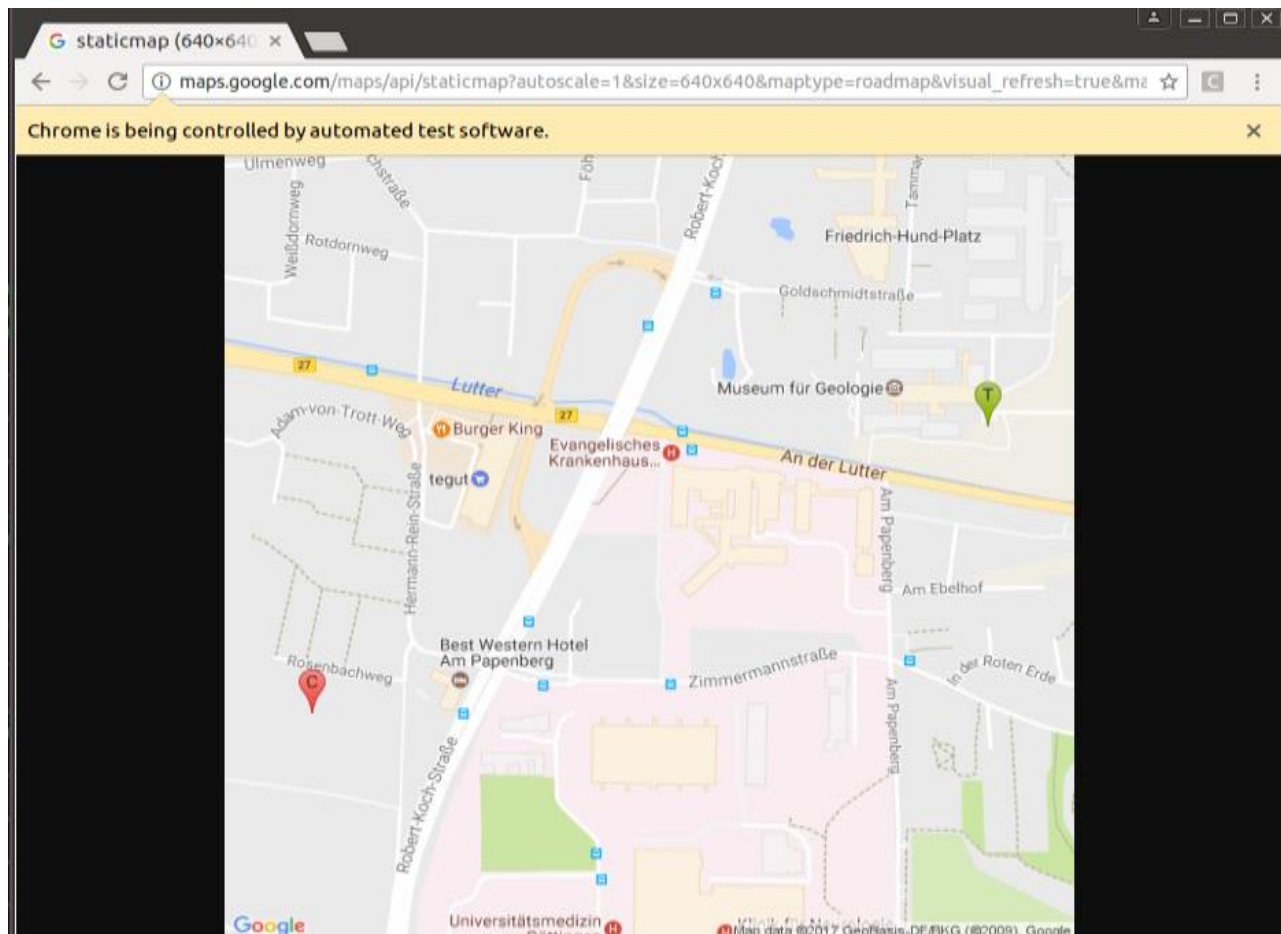 staticmap (640×640
maps.google.com/maps/api/staticmap?autoscale=1&size=640x640&maptype=roadmap&visual_refresh=true&ma
Chrome is being controlled by automated test software.
Ulmenweg
Weißdornweg
Rotdornweg
Robert-Koch
Tammar
Friedrich-Hund-Platz
Goldschmidtstraße
27
Lutter
Museum für Geologie
T
Adam-von-Trott-Weg
Burger King
27
Evangelisches
Krankenhaus...
An der Lutter
tegut
Hermann-Rein-Straße
Am Papenberg
Am Ebelhof
Best Western Hotel
Am Papenberg
Rosenbachweg
C
Zimmermannstraße
In der Roten Erde
Am Papenberg
Robert-Koch-Straße
Google
Universitätsmedizin
Map data ©2017 GeoBasis-DE/BKG (©2009), Google